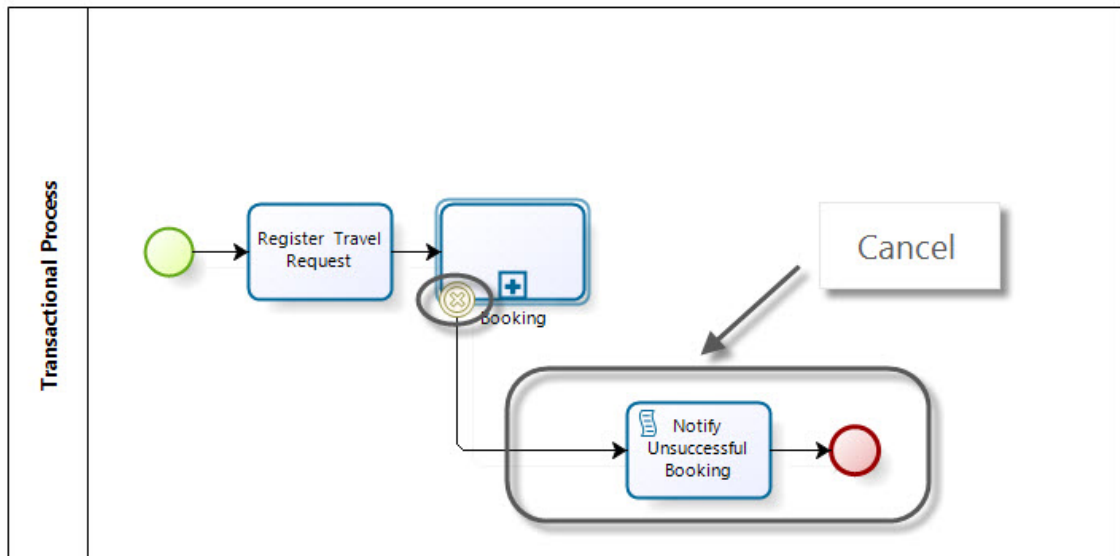 Transactional Process
Register Travel
Request
Booking
Cancel
Notify
Unsuccessful
Booking